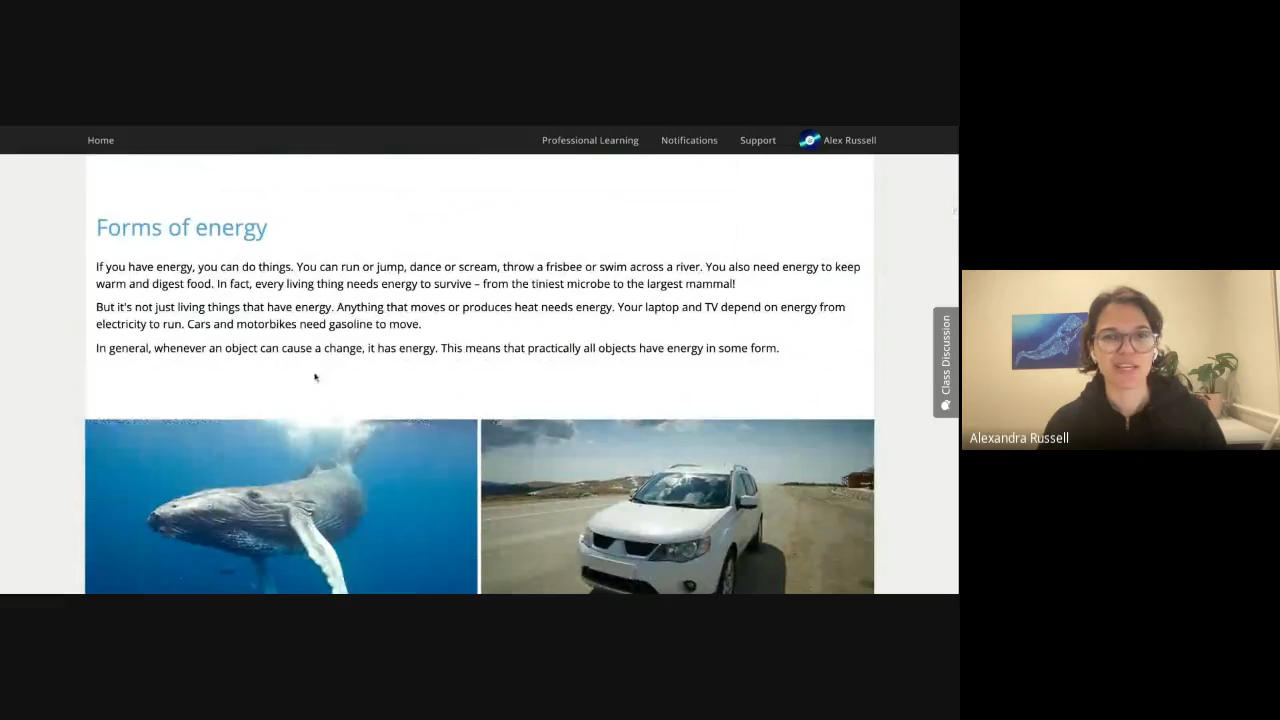 Home Professional Learning Notifications Support Alex Russell
Forms of energy
If you have energy, you can do things. You can run or jump, dance or scream, throw a frisbee or swim across a river. You also need energy to keep
warm and digest food. In fact, every living thing needs energy to survive – from the tiniest microbe to the largest mammal!
But it's not just living things that have energy. Anything that moves or produces heat needs energy. Your laptop and TV depend on energy from
electricity to run. Cars and motorbikes need gasoline to move.
In general, whenever an object can cause a change, it has energy. This means that practically all objects have energy in some form.
Class Discussion
Alexandra Russell